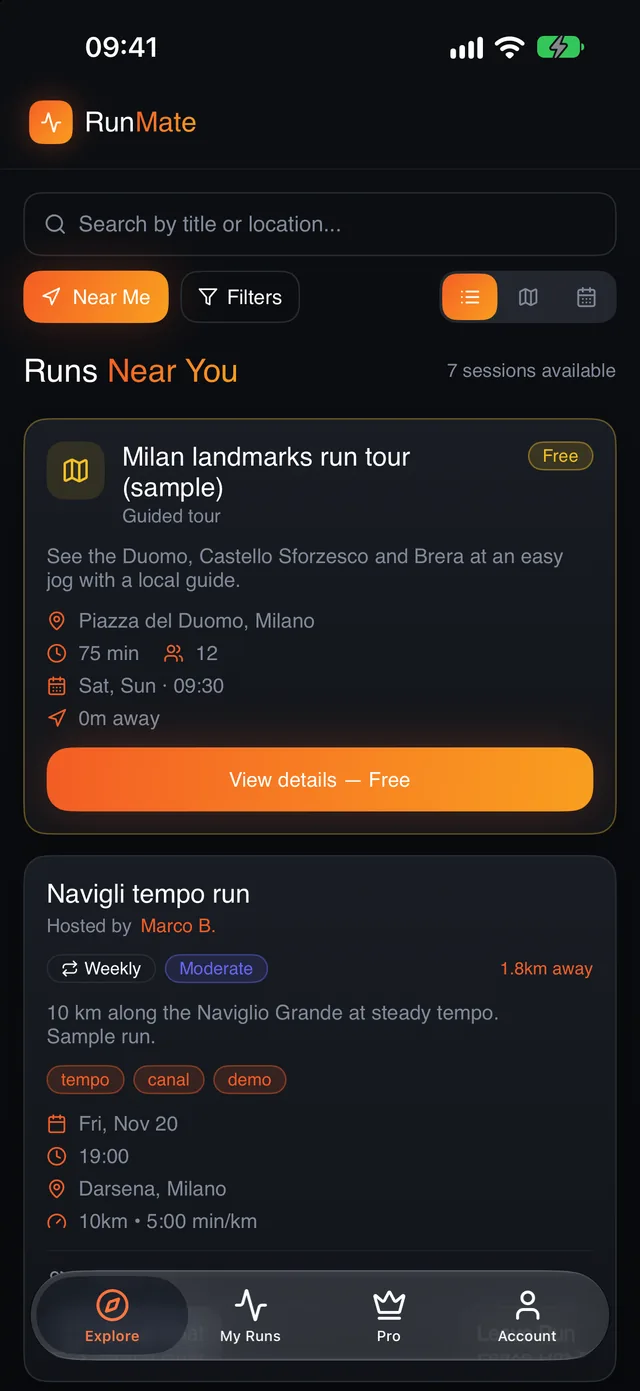 09:41
RunMate
Search by title or location...
Near Me
Filters
Runs Near You
7 sessions available
Milan landmarks run tour
(sample)
Free
Guided tour
See the Duomo, Castello Sforzesco and Brera at an easy
jog with a local guide.
Piazza del Duomo, Milano
75 min 12
Sat, Sun · 09:30
0m away
View details — Free
Navigli tempo run
Hosted by Marco B.
Weekly Moderate 1.8km away
10 km along the Naviglio Grande at steady tempo.
Sample run.
tempo canal demo
Fri, Nov 20
19:00
Darsena, Milano
10km • 5:00 min/km
Explore My Runs Pro Account